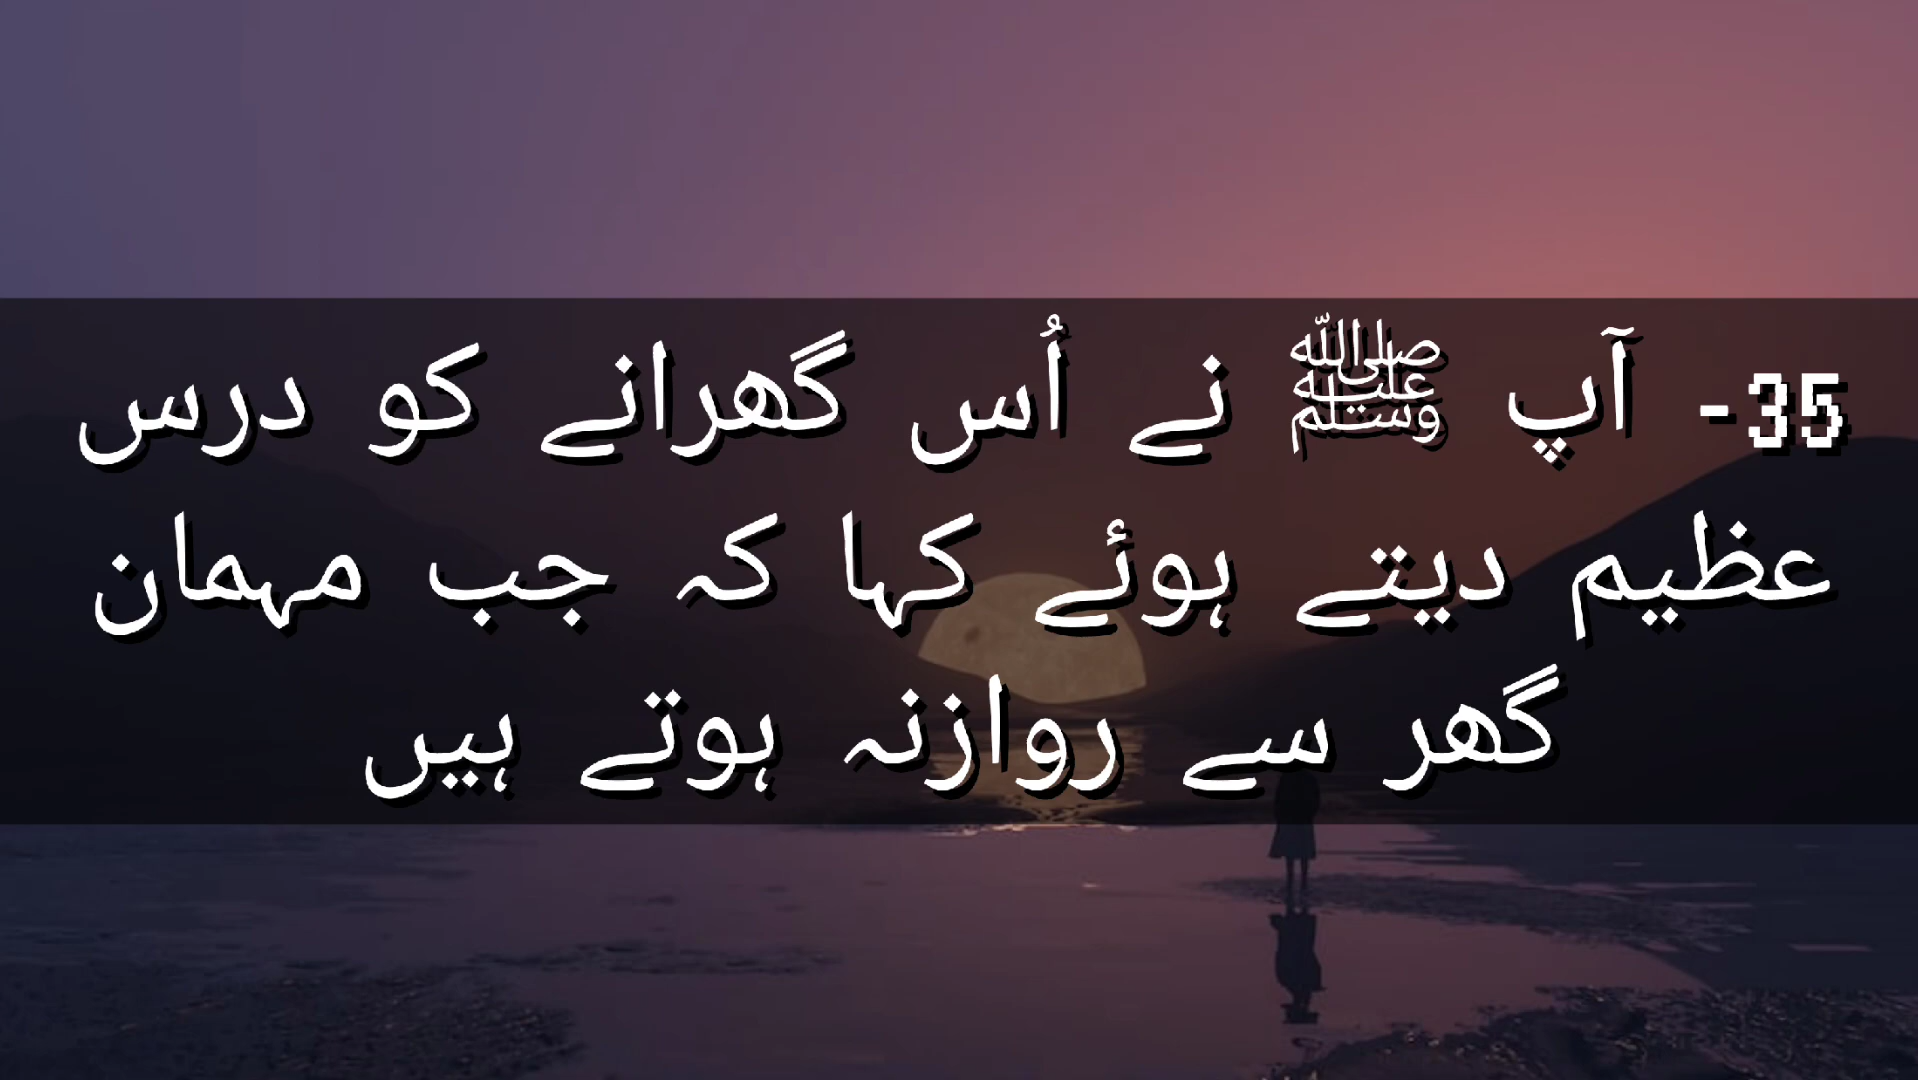 35- آپ ﷺ نے اُس گھرانے کو درس
عظیم دیتے ہوئے کہا کہ جب مہمان
گھر سے روازنہ ہوتے ہیں